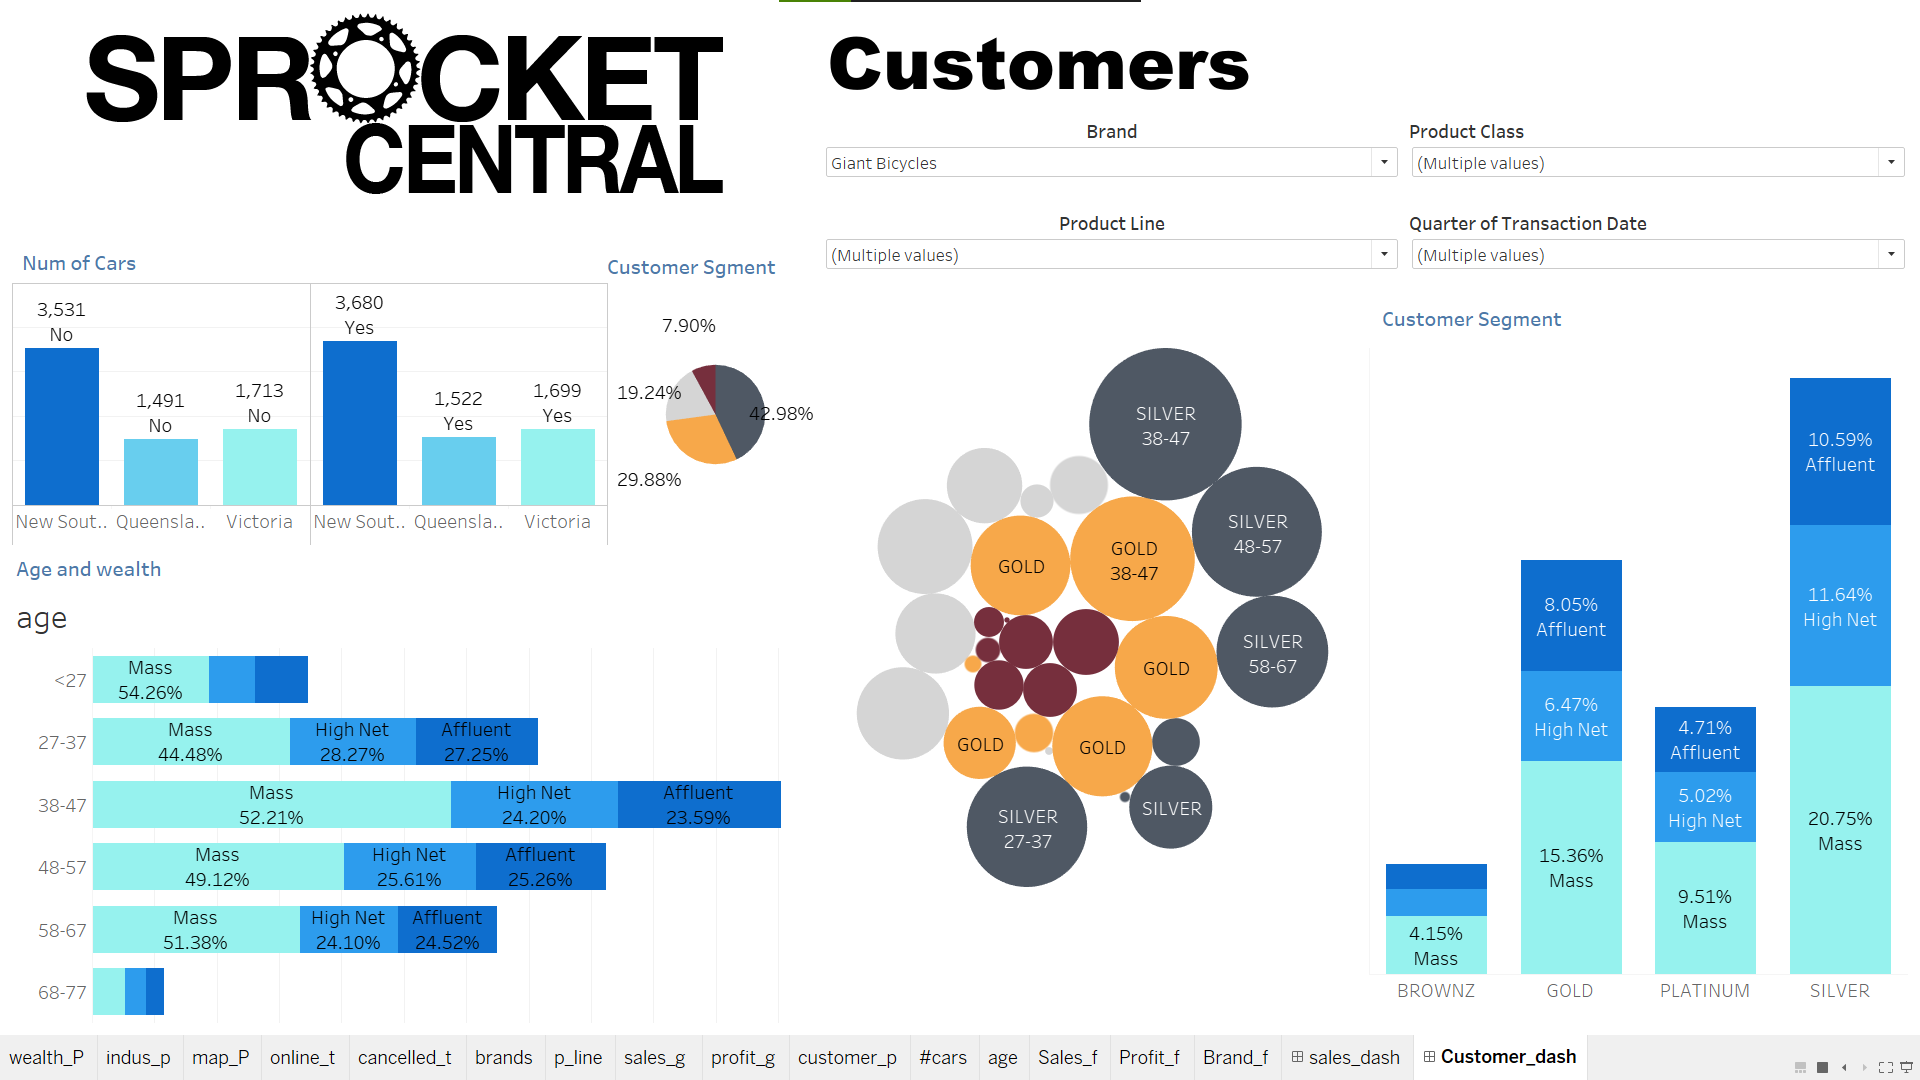 SPROCKET
CENTRAL
Customers
Brand
Product Class
Giant Bicycles
(Multiple values)
Product Line
Quarter of Transaction Date
(Multiple values)
(Multiple values)
Num of Cars
3,531
No
1,491
No
1,713
No
3,680
Yes
1,522
Yes
1,699
Yes
New Sout..
Queensla..
Victoria
New Sout..
Queensla..
Victoria
Customer Sgment
7.90%
19.24%
42.98%
29.88%
Age and wealth
age
<27
Mass
54.26%
27-37
Mass
44.48%
High Net
28.27%
Affluent
27.25%
38-47
Mass
52.21%
High Net
24.20%
Affluent
23.59%
48-57
Mass
49.12%
High Net
25.61%
Affluent
25.26%
58-67
Mass
51.38%
High Net
24.10%
Affluent
24.52%
68-77
SILVER
38-47
SILVER
48-57
GOLD
GOLD
38-47
SILVER
58-67
GOLD
GOLD
GOLD
SILVER
27-37
SILVER
Customer Segment
4.15%
Mass
8.05%
Affluent
6.47%
High Net
15.36%
Mass
4.71%
Affluent
5.02%
High Net
9.51%
Mass
10.59%
Affluent
11.64%
High Net
20.75%
Mass
BROWNZ
GOLD
PLATINUM
SILVER
wealth_P
indus_p
map_P
online_t
cancelled_t
brands
p_line
sales_g
profit_g
customer_p
#cars
age
Sales_f
Profit_f
Brand_f
sales_dash
Customer_dash